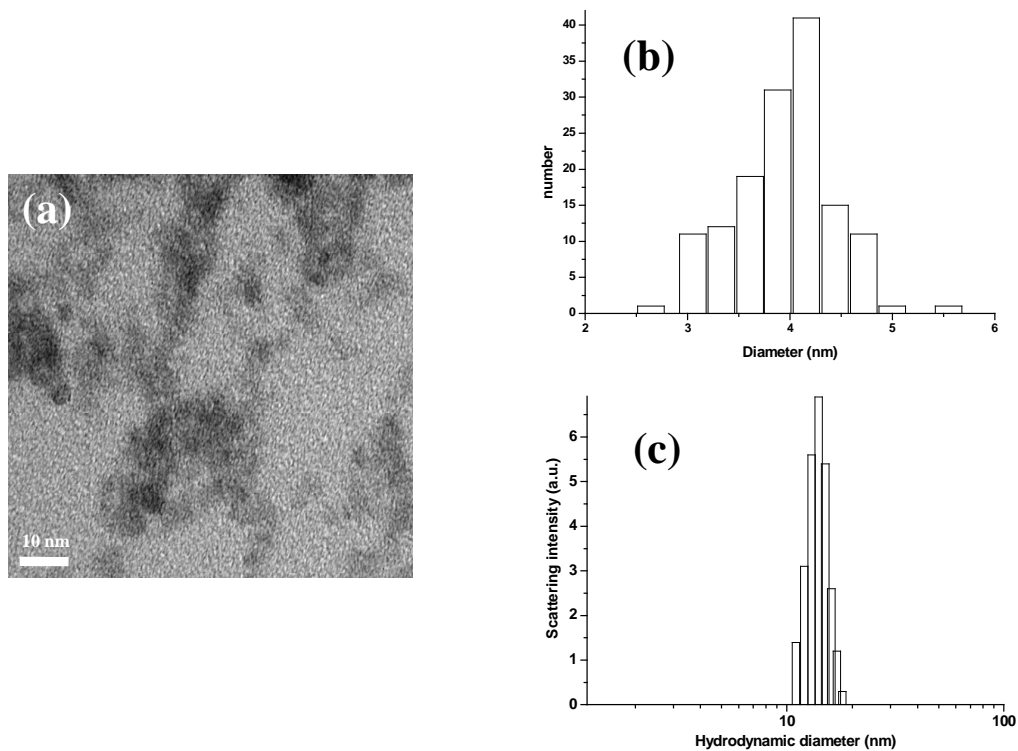 (a)
10 nm
(b)
number
40
35
30
25
20
15
10
5
0
2
3
4
5
6
Diameter (nm)
(c)
Scattering intensity (a.u.)
6
5
4
3
2
1
0
10
100
Hydrodynamic diameter (nm)